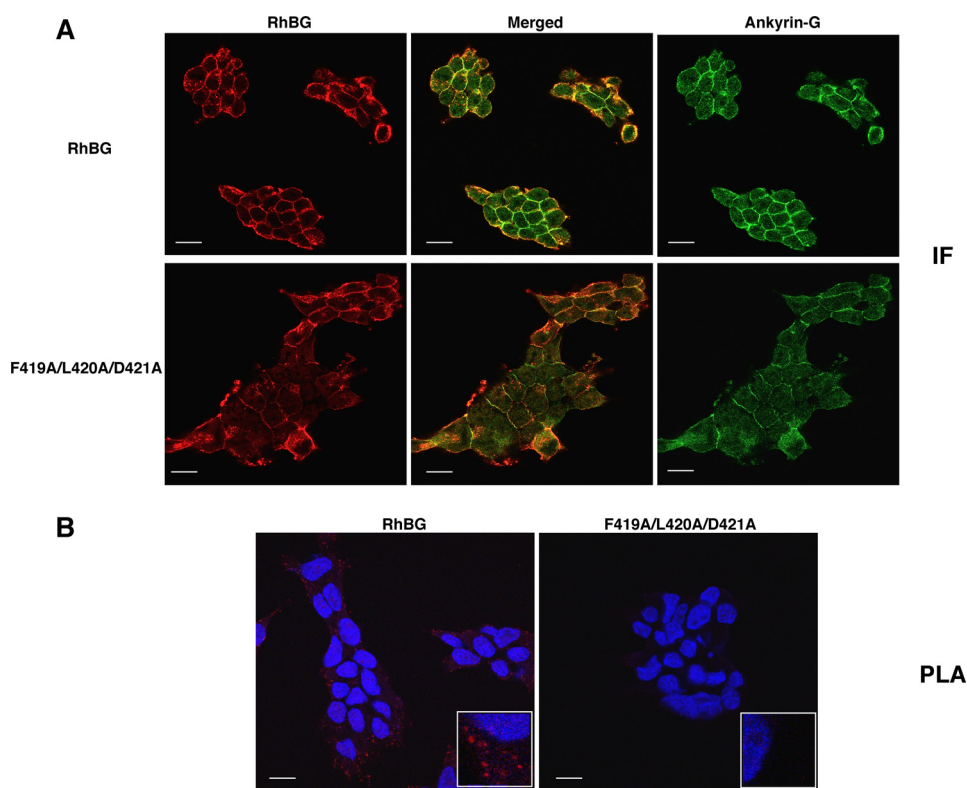 A
RhBG
Merged
Ankyrin-G
RhBG
IF
F419A/L420A/D421A
B
RhBG
F419A/L420A/D421A
PLA